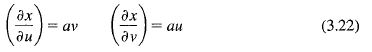 (∂x/∂u) = av (∂x/∂v) = au (3.22)